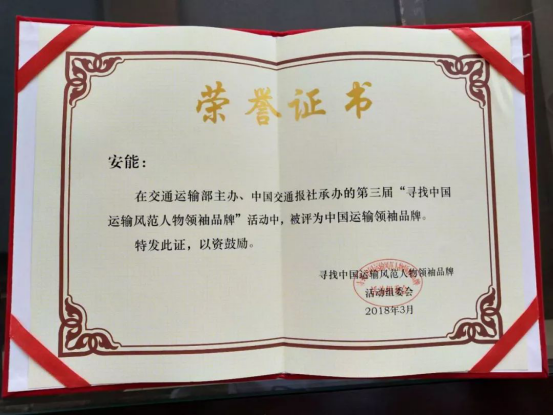 荣誉证书
安能：
在交通运输部主办、中国交通报社承办的第三届“寻找中国
运输风范人物领袖品牌”活动中，被评为中国运输领袖品牌。
特发此证，以资鼓励。
寻找中国运输风范人物领袖品牌
活动组委会
2018年3月